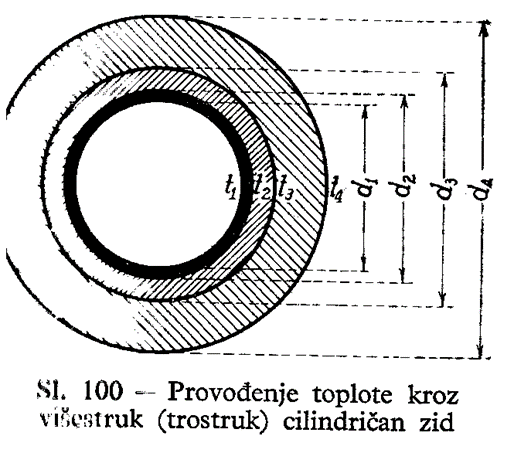 t₁ t₂ t₃ t₄ d₁ d₂ d₃ d₄
Sl. 100 — Provođenje toplote kroz
višestruk (trostruk) cilindričan zid